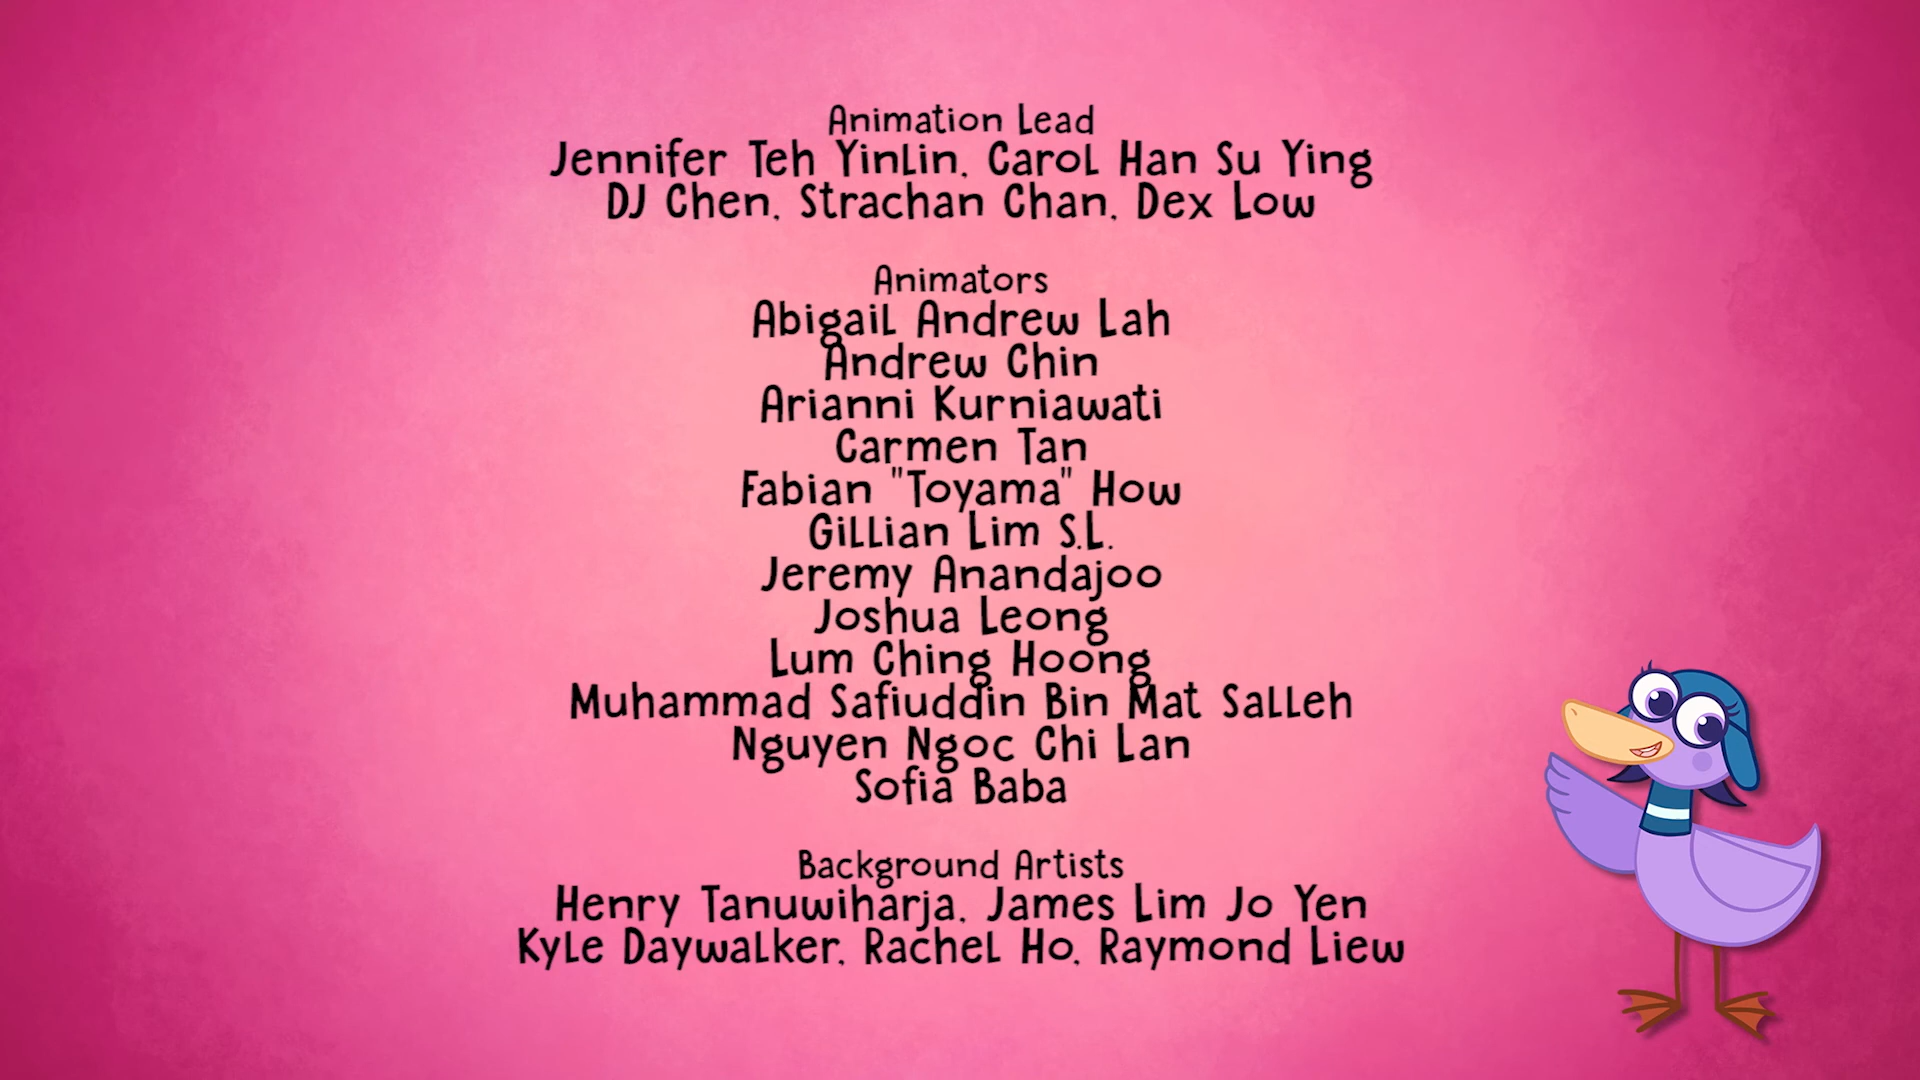 Animation Lead
Jennifer Teh YinLin, Carol Han Su Ying
DJ Chen, Strachan Chan, Dex Low
Animators
Abigail Andrew Lah
Andrew Chin
Arianni Kurniawati
Carmen Tan
Fabian "Toyama" How
Gillian Lim S.L.
Jeremy Anandajoo
Joshua Leong
Lum Ching Hoong
Muhammad Safiuddin Bin Mat Salleh
Nguyen Ngoc Chi Lan
Sofia Baba
Background Artists
Henry Tanuwiharja, James Lim Jo Yen
Kyle Daywalker, Rachel Ho, Raymond Liew